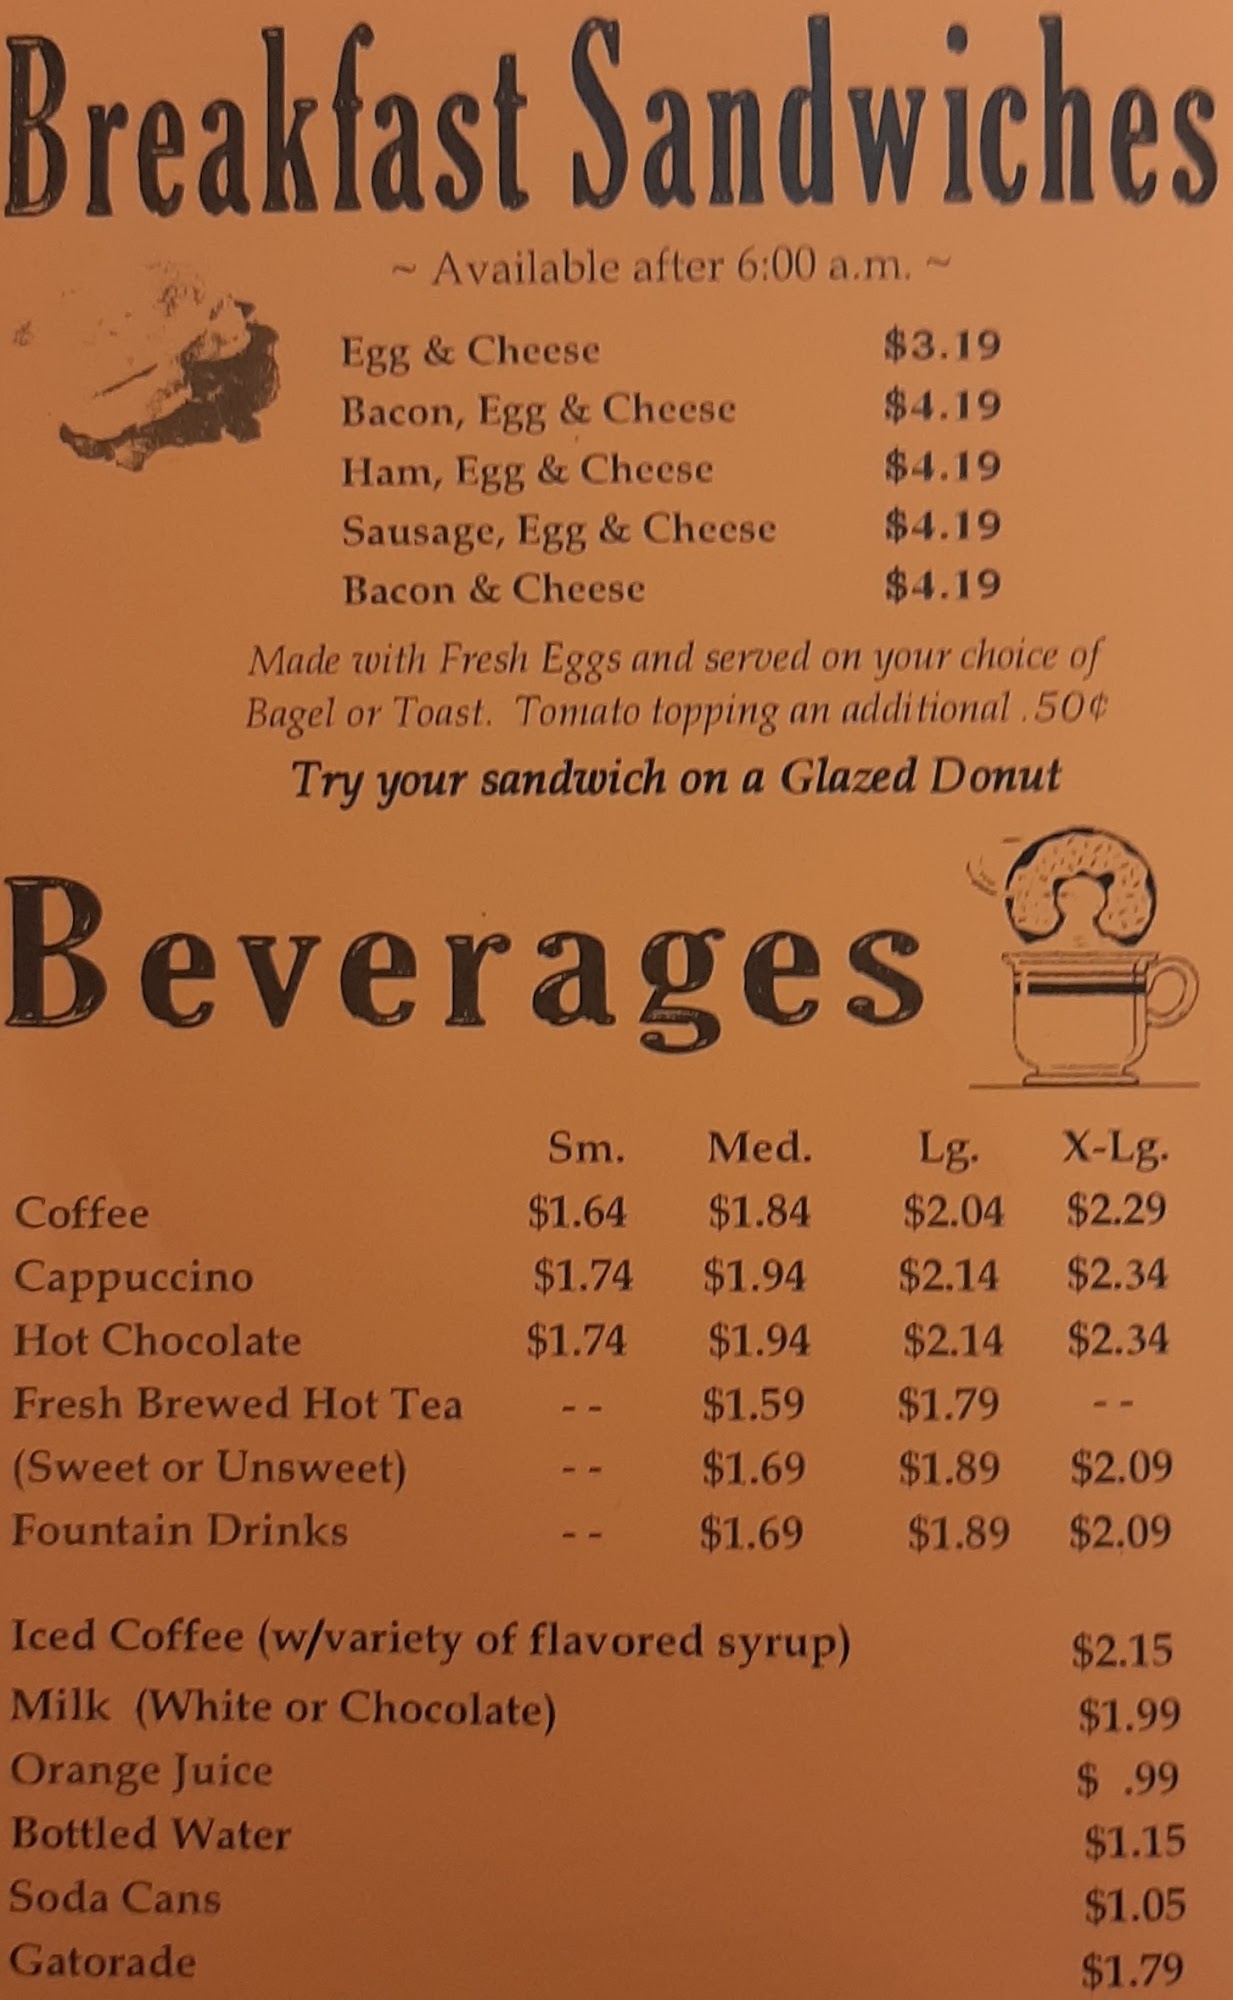 Breakfast Sandwiches
~ Available after 6:00 a.m. ~
Egg & Cheese $3.19
Bacon, Egg & Cheese $4.19
Ham, Egg & Cheese $4.19
Sausage, Egg & Cheese $4.19
Bacon & Cheese $4.19
Made with Fresh Eggs and served on your choice of
Bagel or Toast. Tomato topping an additional .50¢
Try your sandwich on a Glazed Donut
Beverages
Sm. Med. Lg. X-Lg.
Coffee $1.64 $1.84 $2.04 $2.29
Cappuccino $1.74 $1.94 $2.14 $2.34
Hot Chocolate $1.74 $1.94 $2.14 $2.34
Fresh Brewed Hot Tea -- $1.59 $1.79 --
(Sweet or Unsweet) -- $1.69 $1.89 $2.09
Fountain Drinks -- $1.69 $1.89 $2.09
Iced Coffee (w/variety of flavored syrup) $2.15
Milk (White or Chocolate) $1.99
Orange Juice $ .99
Bottled Water $1.15
Soda Cans $1.05
Gatorade $1.79